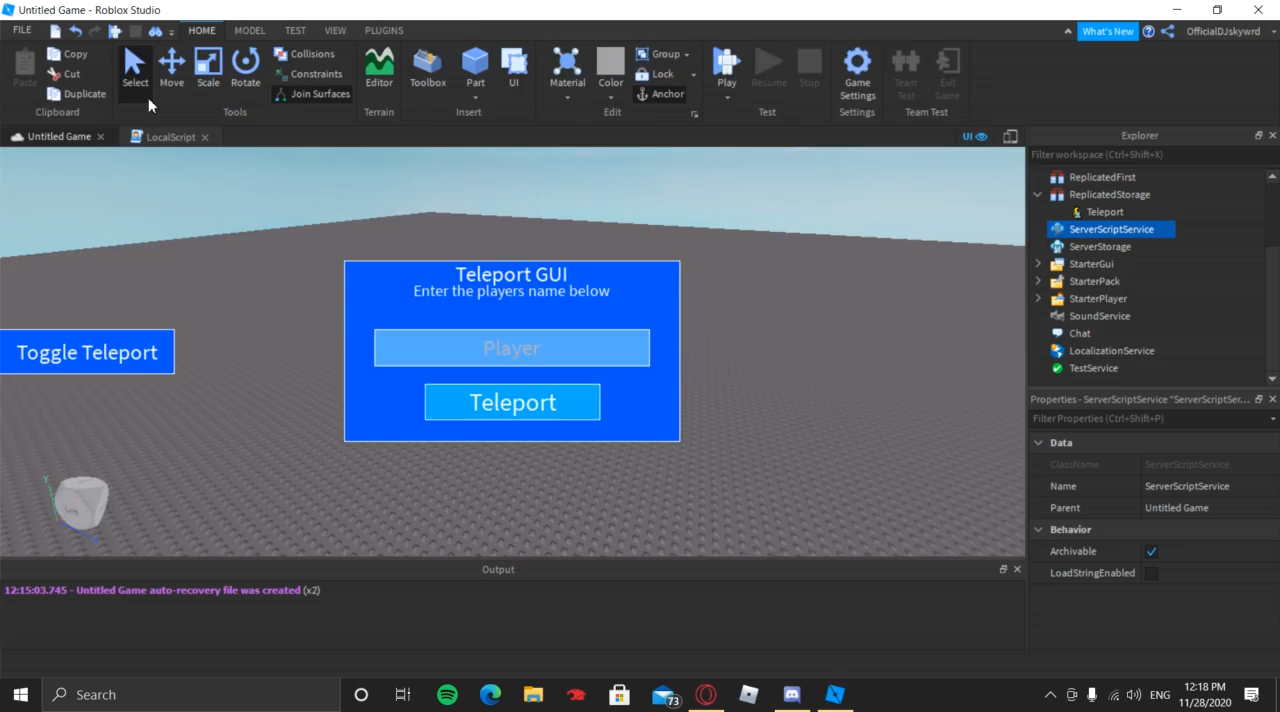 Untitled Game - Roblox Studio
FILE HOME MODEL TEST VIEW PLUGINS What's New OfficialDJskywrd
Paste Copy Cut Duplicate Clipboard
Select Move Scale Rotate Collisions Constraints Join Surfaces Tools
Editor Terrain
Toolbox Part UI Insert
Material Color Group Lock Anchor Edit
Play Resume Stop Test
Game Settings Settings
Team Test Exit Game Team Test
Untitled Game LocalScript UI
Teleport GUI
Enter the players name below
Player
Teleport
Toggle Teleport
Left
Y
Explorer
Filter workspace (Ctrl+Shift+X)
ReplicatedFirst
ReplicatedStorage
Teleport
ServerScriptService
ServerStorage
StarterGui
StarterPack
StarterPlayer
SoundService
Chat
LocalizationService
TestService
Properties - ServerScriptService "ServerScriptSer...
Filter Properties (Ctrl+Shift+P)
Data
ClassName ServerScriptService
Name ServerScriptService
Parent Untitled Game
Behavior
Archivable
LoadStringEnabled
Output
12:15:03.745 - Untitled Game auto-recovery file was created (x2)
Search 73 ENG 12:18 PM
11/28/2020